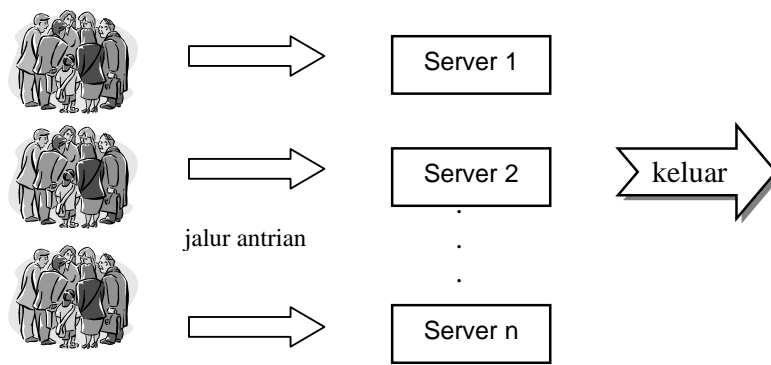 Server 1
Server 2
keluar
jalur antrian
.
.
.
Server n